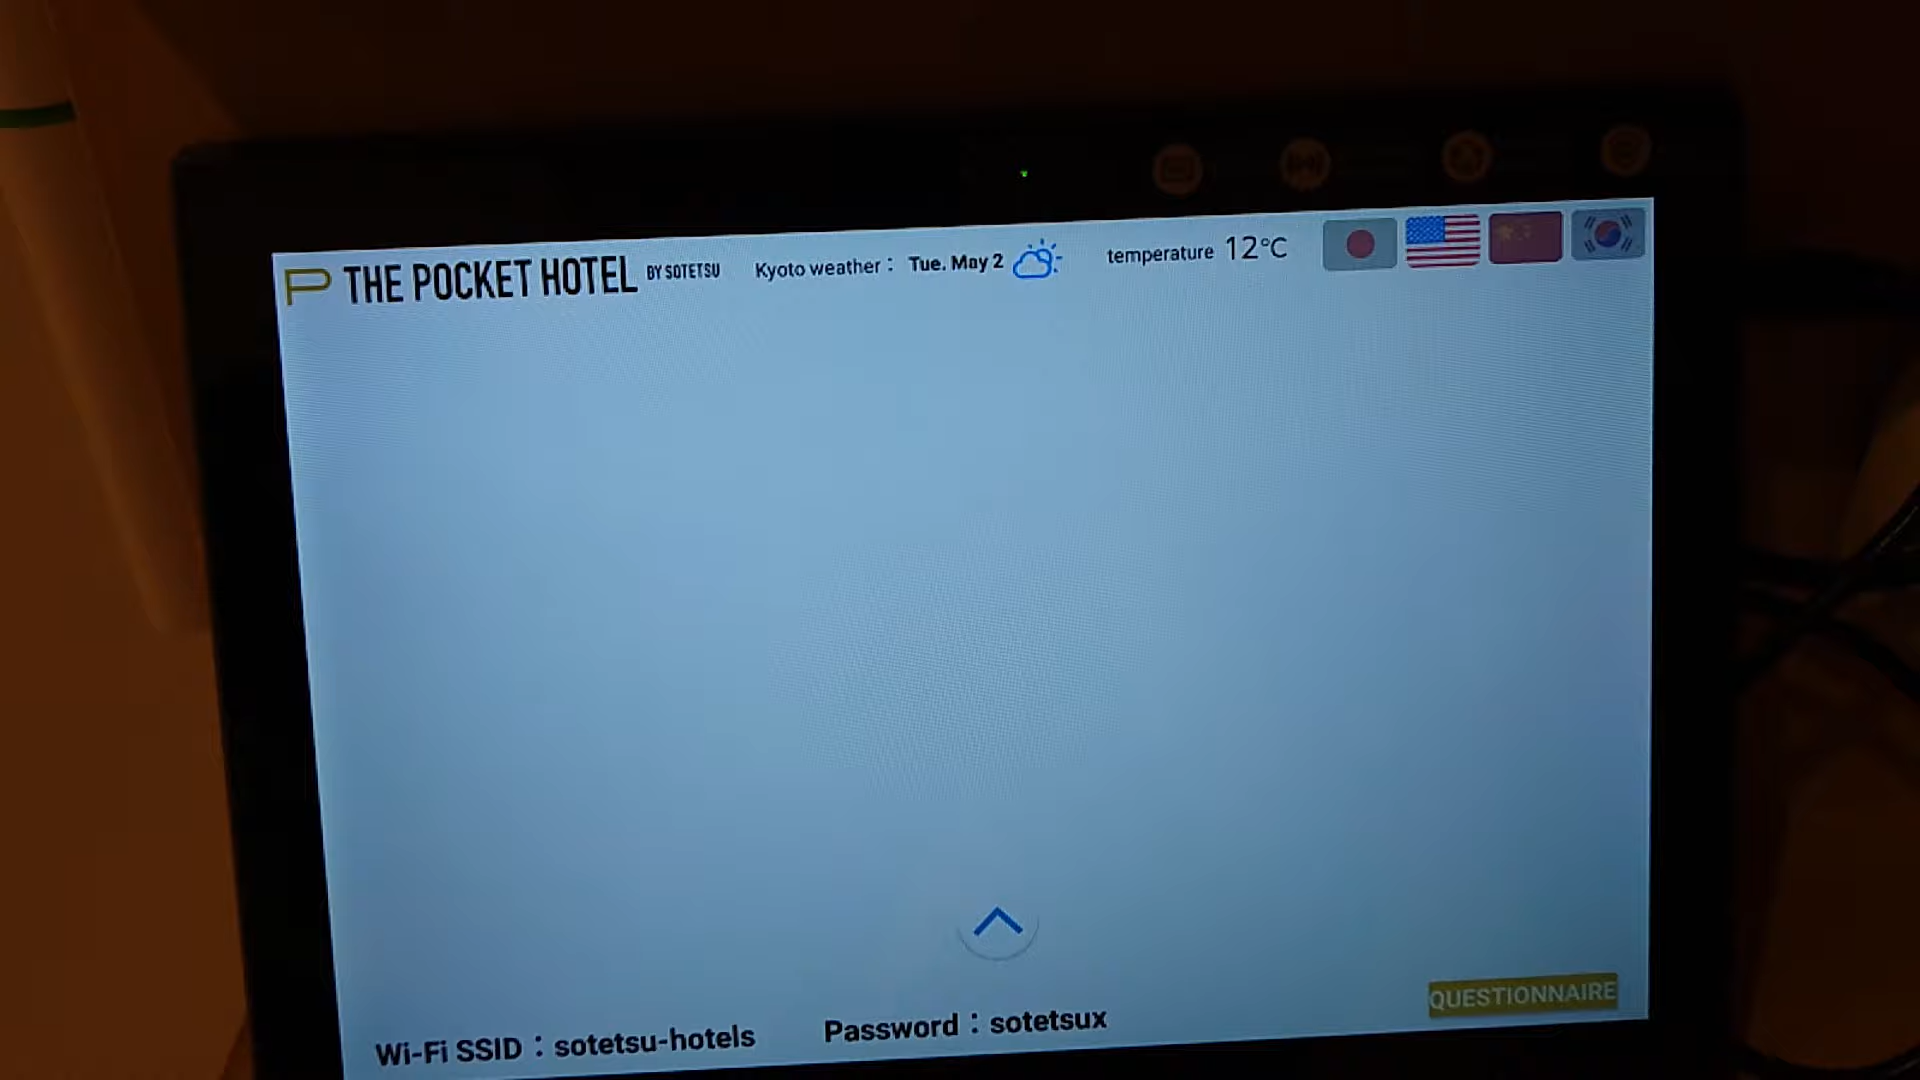 THE POCKET HOTEL BY SOTETSU
Kyoto weather : Tue. May 2
temperature 12°C
QUESTIONNAIRE
Wi-Fi SSID : sotetsu-hotels
Password : sotetsux